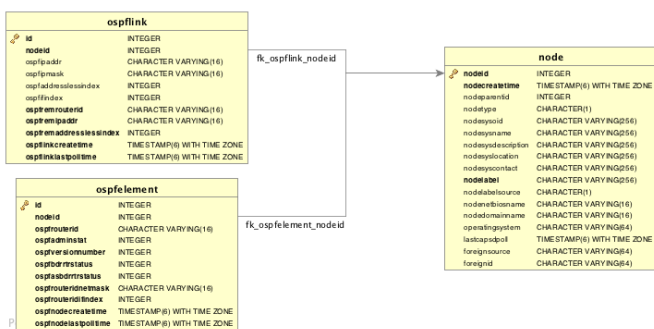 ospflink
id INTEGER
nodeid INTEGER
ospfipaddr CHARACTER VARYING(16)
ospfipmask CHARACTER VARYING(16)
ospfaddresslessindex INTEGER
ospfifindex INTEGER
ospfremrouterid CHARACTER VARYING(16)
ospfremipaddr CHARACTER VARYING(16)
ospfremaddresslessindex INTEGER
ospflinkcreatetime TIMESTAMP(6) WITH TIME ZONE
ospflinklastpolltime TIMESTAMP(6) WITH TIME ZONE
fk_ospflink_nodeid
node
nodeid INTEGER
nodecreatetime TIMESTAMP(6) WITH TIME ZONE
nodeparentid INTEGER
nodetype CHARACTER(1)
nodesysoid CHARACTER VARYING(256)
nodesysname CHARACTER VARYING(256)
nodesysdescription CHARACTER VARYING(256)
nodesyslocation CHARACTER VARYING(256)
nodesyscontact CHARACTER VARYING(256)
nodelabel CHARACTER VARYING(256)
nodelabelsource CHARACTER(1)
nodenetbiosname CHARACTER VARYING(16)
nodedomainname CHARACTER VARYING(16)
operatingsystem CHARACTER VARYING(64)
lastcapsdpoll TIMESTAMP(6) WITH TIME ZONE
foreignsource CHARACTER VARYING(64)
foreignid CHARACTER VARYING(64)
ospfelement
id INTEGER
nodeid INTEGER
ospfrouterid CHARACTER VARYING(16)
ospfadminstat INTEGER
ospfversionnumber INTEGER
ospfbdrrtrstatus INTEGER
ospfasbdrrtrstatus INTEGER
ospfrouteridnetmask CHARACTER VARYING(16)
ospfrouteridifindex INTEGER
ospfnodecreatetime TIMESTAMP(6) WITH TIME ZONE
ospfnodelastpolltime TIMESTAMP(6) WITH TIME ZONE
fk_ospfelement_nodeid